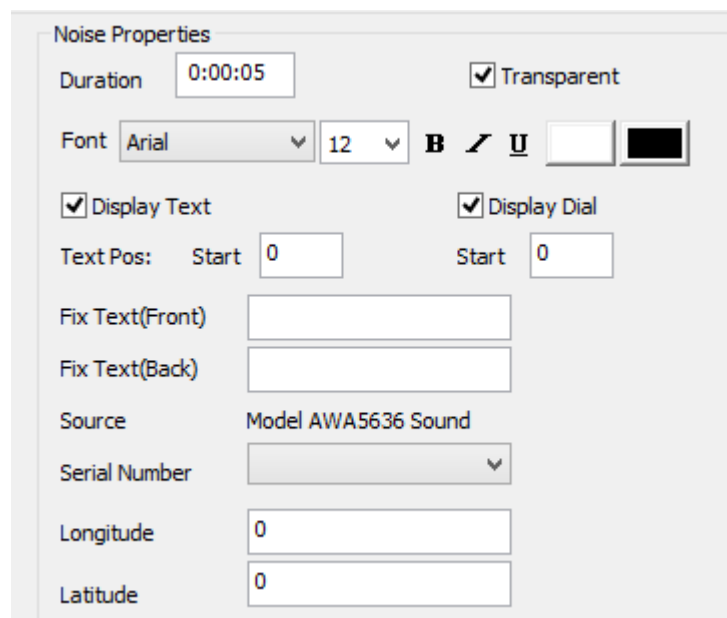 Noise Properties
Duration 0:00:05 Transparent
Font Arial 12 B I U
Display Text Display Dial
Text Pos: Start 0 Start 0
Fix Text(Front)
Fix Text(Back)
Source Model AWA5636 Sound
Serial Number
Longitude 0
Latitude 0